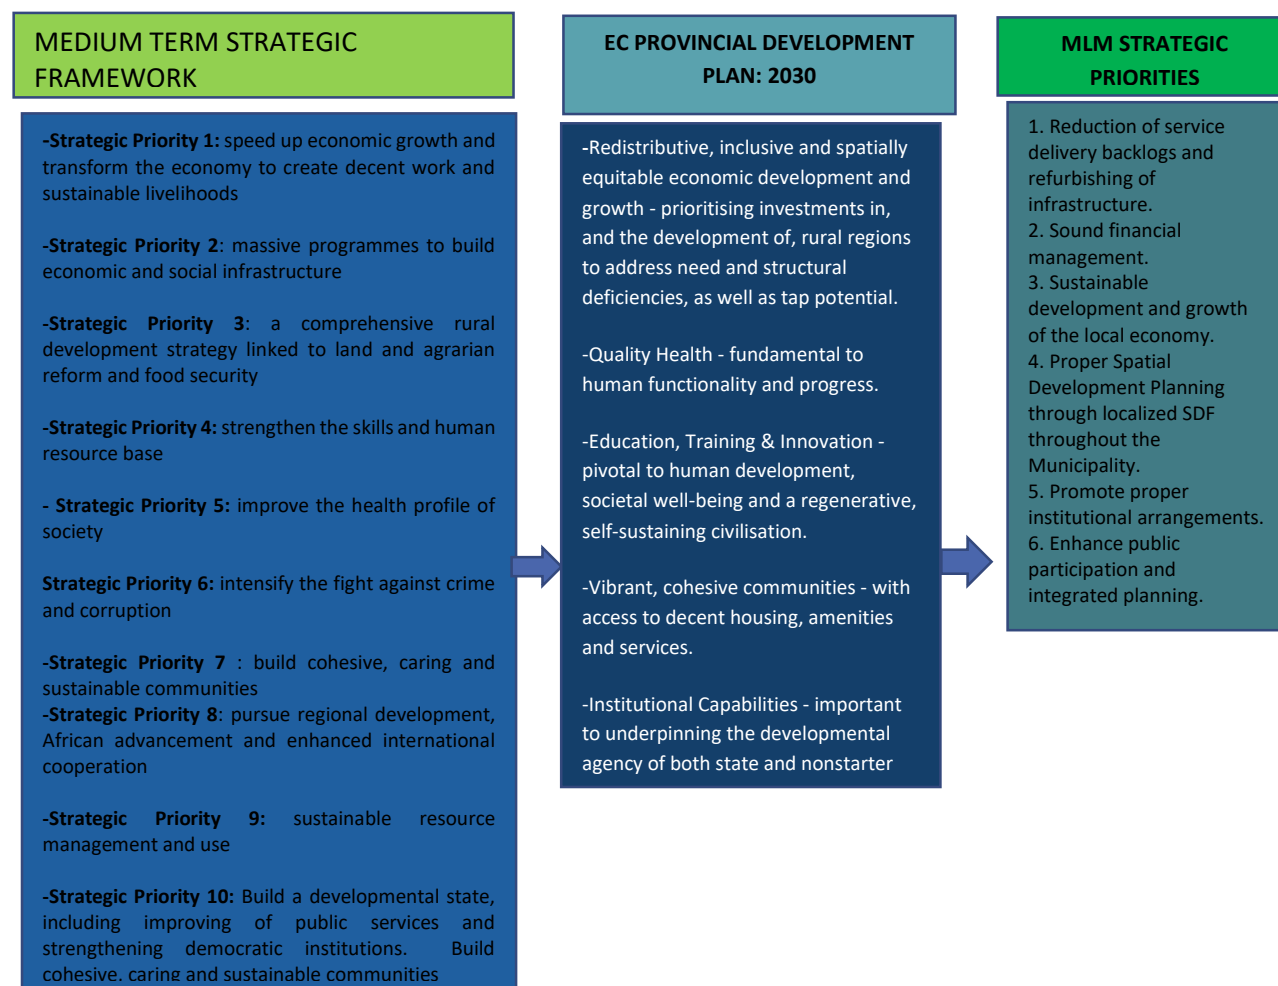 MEDIUM TERM STRATEGIC
FRAMEWORK
-Strategic Priority 1: speed up economic growth and
transform the economy to create decent work and
sustainable livelihoods
-Strategic Priority 2: massive programmes to build
economic and social infrastructure
-Strategic Priority 3: a comprehensive rural
development strategy linked to land and agrarian
reform and food security
-Strategic Priority 4: strengthen the skills and human
resource base
- Strategic Priority 5: improve the health profile of
society
Strategic Priority 6: intensify the fight against crime
and corruption
-Strategic Priority 7 : build cohesive, caring and
sustainable communities
-Strategic Priority 8: pursue regional development,
African advancement and enhanced international
cooperation
-Strategic Priority 9: sustainable resource
management and use
-Strategic Priority 10: Build a developmental state,
including improving of public services and
strengthening democratic institutions. Build
cohesive, caring and sustainable communities
EC PROVINCIAL DEVELOPMENT
PLAN: 2030
-Redistributive, inclusive and spatially
equitable economic development and
growth - prioritising investments in,
and the development of, rural regions
to address need and structural
deficiencies, as well as tap potential.
-Quality Health - fundamental to
human functionality and progress.
-Education, Training & Innovation -
pivotal to human development,
societal well-being and a regenerative,
self-sustaining civilisation.
-Vibrant, cohesive communities - with
access to decent housing, amenities
and services.
-Institutional Capabilities - important
to underpinning the developmental
agency of both state and nonstarter
MLM STRATEGIC
PRIORITIES
1. Reduction of service
delivery backlogs and
refurbishing of
infrastructure.
2. Sound financial
management.
3. Sustainable
development and growth
of the local economy.
4. Proper Spatial
Development Planning
through localized SDF
throughout the
Municipality.
5. Promote proper
institutional arrangements.
6. Enhance public
participation and
integrated planning.